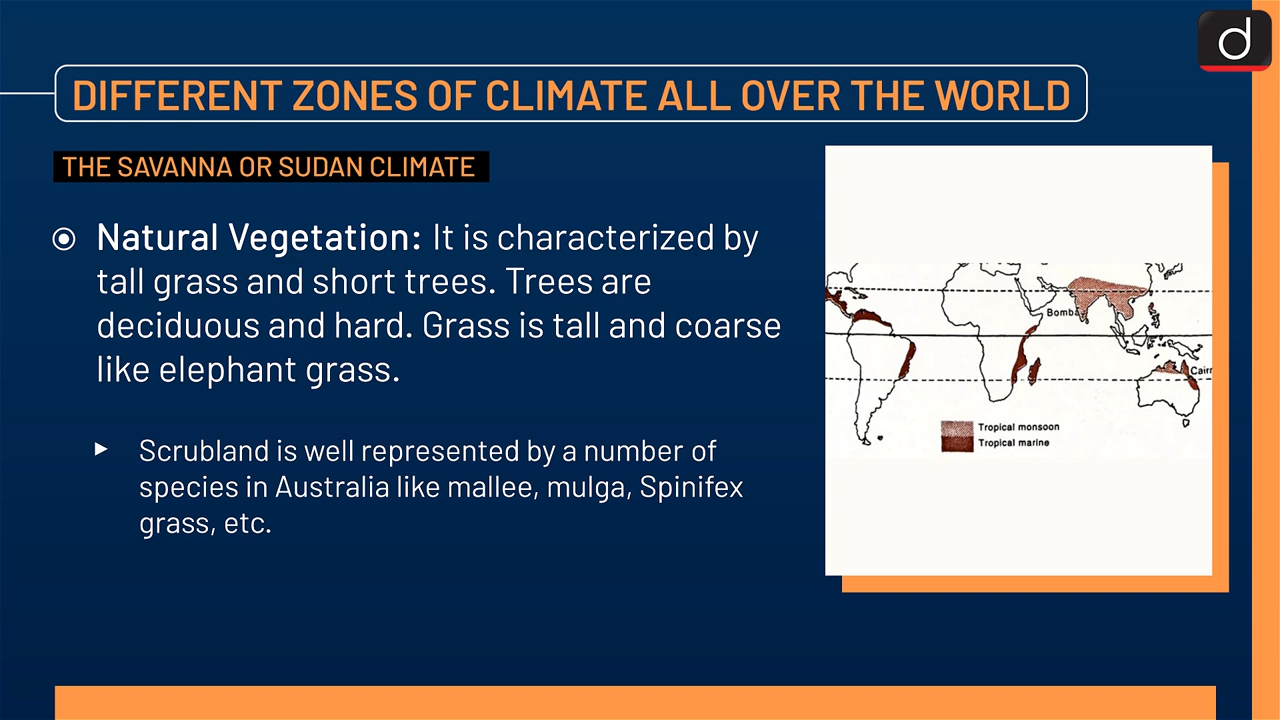 d
DIFFERENT ZONES OF CLIMATE ALL OVER THE WORLD
THE SAVANNA OR SUDAN CLIMATE
Natural Vegetation: It is characterized by
tall grass and short trees. Trees are
deciduous and hard. Grass is tall and coarse
like elephant grass.
Scrubland is well represented by a number of
species in Australia like mallee, mulga, Spinifex
grass, etc.
Bomba
Cairn
Tropical monsoon
Tropical marine